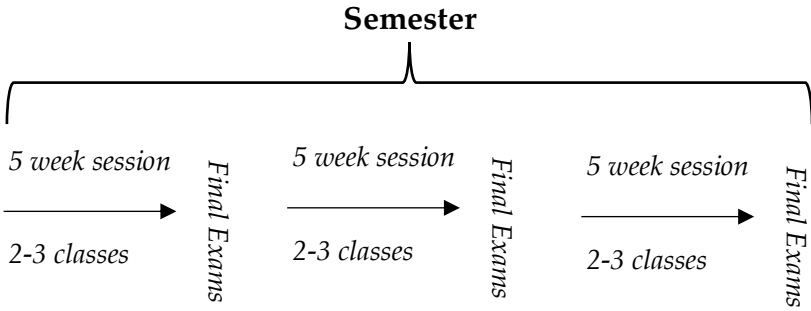 Semester
5 week session
2-3 classes
Final Exams
5 week session
2-3 classes
Final Exams
5 week session
2-3 classes
Final Exams